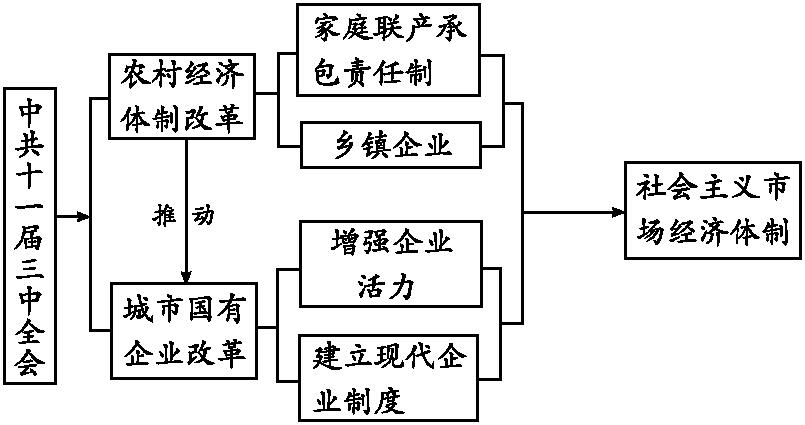 中共十一届三中全会
农村经济
体制改革
推动
城市国有
企业改革
家庭联产承
包责任制
乡镇企业
增强企业
活力
建立现代企
业制度
社会主义市
场经济体制